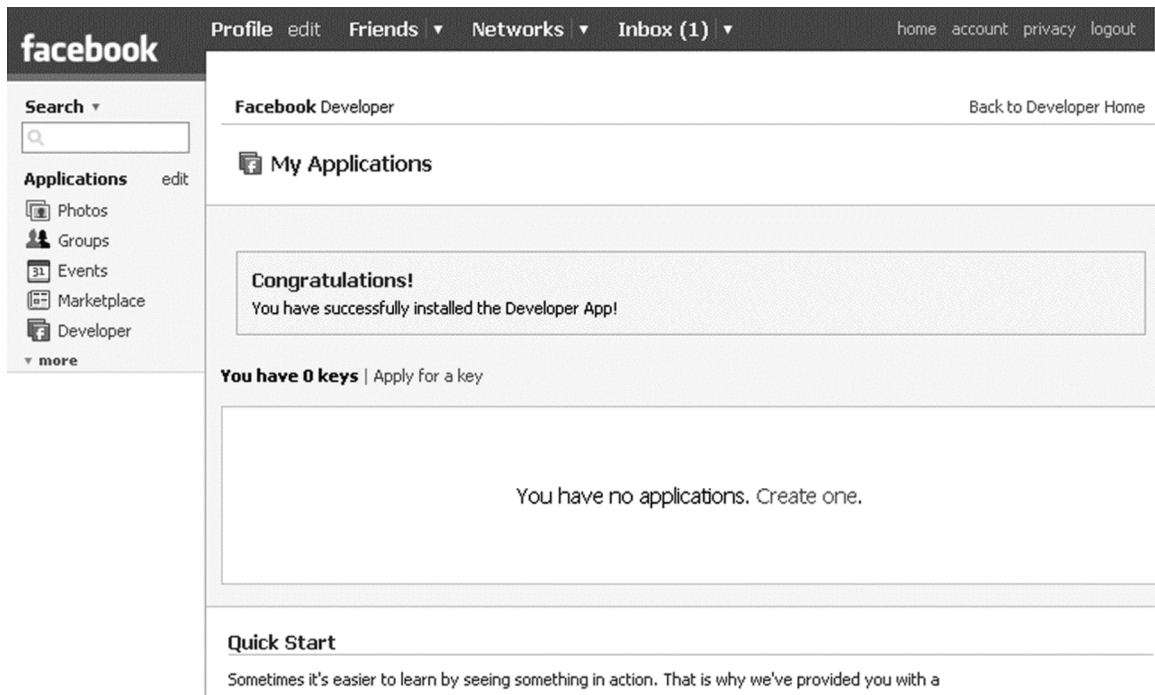 facebook
Profile edit Friends Networks Inbox (1) home account privacy logout
Search
Applications edit
Photos
Groups
31 Events
Marketplace
Developer
more
Facebook Developer Back to Developer Home
My Applications
Congratulations!
You have successfully installed the Developer App!
You have 0 keys | Apply for a key
You have no applications. Create one.
Quick Start
Sometimes it's easier to learn by seeing something in action. That is why we've provided you with a